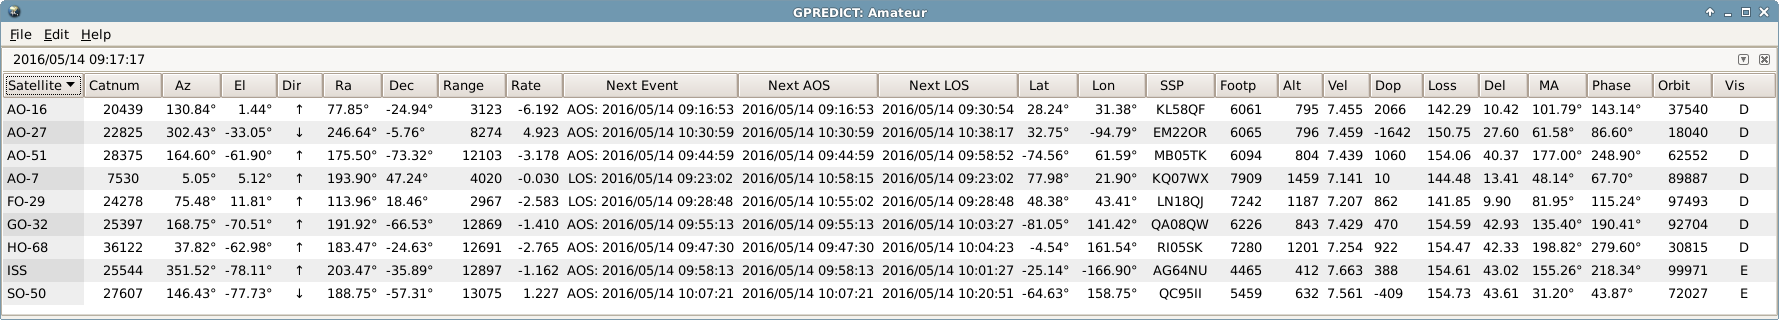 GPREDICT: Amateur
File Edit Help
2016/05/14 09:17:17
Satellite Catnum Az El Dir Ra Dec Range Rate Next Event Next AOS Next LOS Lat Lon SSP Footp Alt Vel Dop Loss Del MA Phase Orbit Vis
AO-16 20439 130.84° 1.44° ↑ 77.85° -24.94° 3123 -6.192 AOS: 2016/05/14 09:16:53 2016/05/14 09:16:53 2016/05/14 09:30:54 28.24° 31.38° KL58QF 6061 795 7.455 2066 142.29 10.42 101.79° 143.14° 37540 D
AO-27 22825 302.43° -33.05° ↓ 246.64° -5.76° 8274 4.923 AOS: 2016/05/14 10:30:59 2016/05/14 10:30:59 2016/05/14 10:38:17 32.75° -94.79° EM22OR 6065 796 7.459 -1642 150.75 27.60 61.58° 86.60° 18040 D
AO-51 28375 164.60° -61.90° ↑ 175.50° -73.32° 12103 -3.178 AOS: 2016/05/14 09:44:59 2016/05/14 09:44:59 2016/05/14 09:58:52 -74.56° 61.59° MB05TK 6094 804 7.439 1060 154.06 40.37 177.00° 248.90° 62552 D
AO-7 7530 5.05° 5.12° ↑ 193.90° 47.24° 4020 -0.030 LOS: 2016/05/14 09:23:02 2016/05/14 10:58:15 2016/05/14 09:23:02 77.98° 21.90° KQ07WX 7909 1459 7.141 10 144.48 13.41 48.14° 67.70° 89887 D
FO-29 24278 75.48° 11.81° ↑ 113.96° 18.46° 2967 -2.583 LOS: 2016/05/14 09:28:48 2016/05/14 10:55:02 2016/05/14 09:28:48 48.38° 43.41° LN18QJ 7242 1187 7.207 862 141.85 9.90 81.95° 115.24° 97493 D
GO-32 25397 168.75° -70.51° ↑ 191.92° -66.53° 12869 -1.410 AOS: 2016/05/14 09:55:13 2016/05/14 09:55:13 2016/05/14 10:03:27 -81.05° 141.42° QA08QW 6226 843 7.429 470 154.59 42.93 135.40° 190.41° 92704 D
HO-68 36122 37.82° -62.98° ↑ 183.47° -24.63° 12691 -2.765 AOS: 2016/05/14 09:47:30 2016/05/14 09:47:30 2016/05/14 10:04:23 -4.54° 161.54° RI05SK 7280 1201 7.254 922 154.47 42.33 198.82° 279.60° 30815 D
ISS 25544 351.52° -78.11° ↑ 203.47° -35.89° 12897 -1.162 AOS: 2016/05/14 09:58:13 2016/05/14 09:58:13 2016/05/14 10:01:27 -25.14° -166.90° AG64NU 4465 412 7.663 388 154.61 43.02 155.26° 218.34° 99971 E
SO-50 27607 146.43° -77.73° ↓ 188.75° -57.31° 13075 1.227 AOS: 2016/05/14 10:07:21 2016/05/14 10:07:21 2016/05/14 10:20:51 -64.63° 158.75° QC95II 5459 632 7.561 -409 154.73 43.61 31.20° 43.87° 72027 E